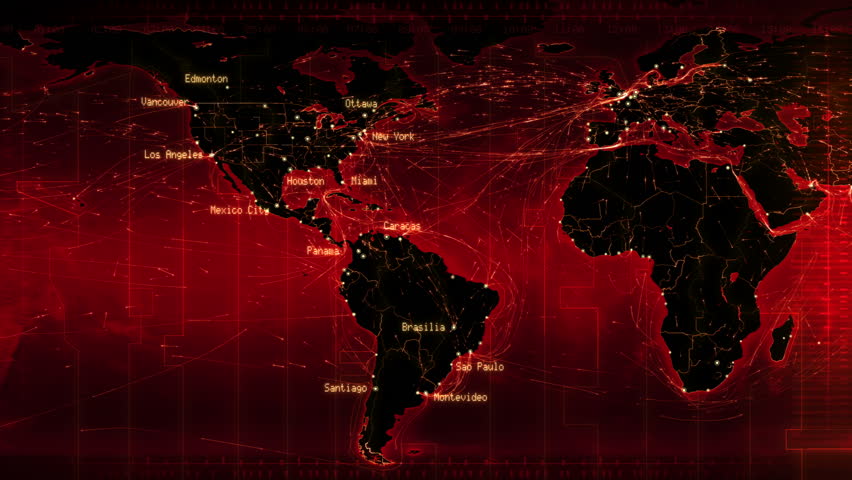 Edmonton
Vancouver
Ottawa
New York
Los Angeles
Houston
Miami
Mexico City
Caracas
Panama
Brasilia
Sao Paulo
Santiago
Montevideo